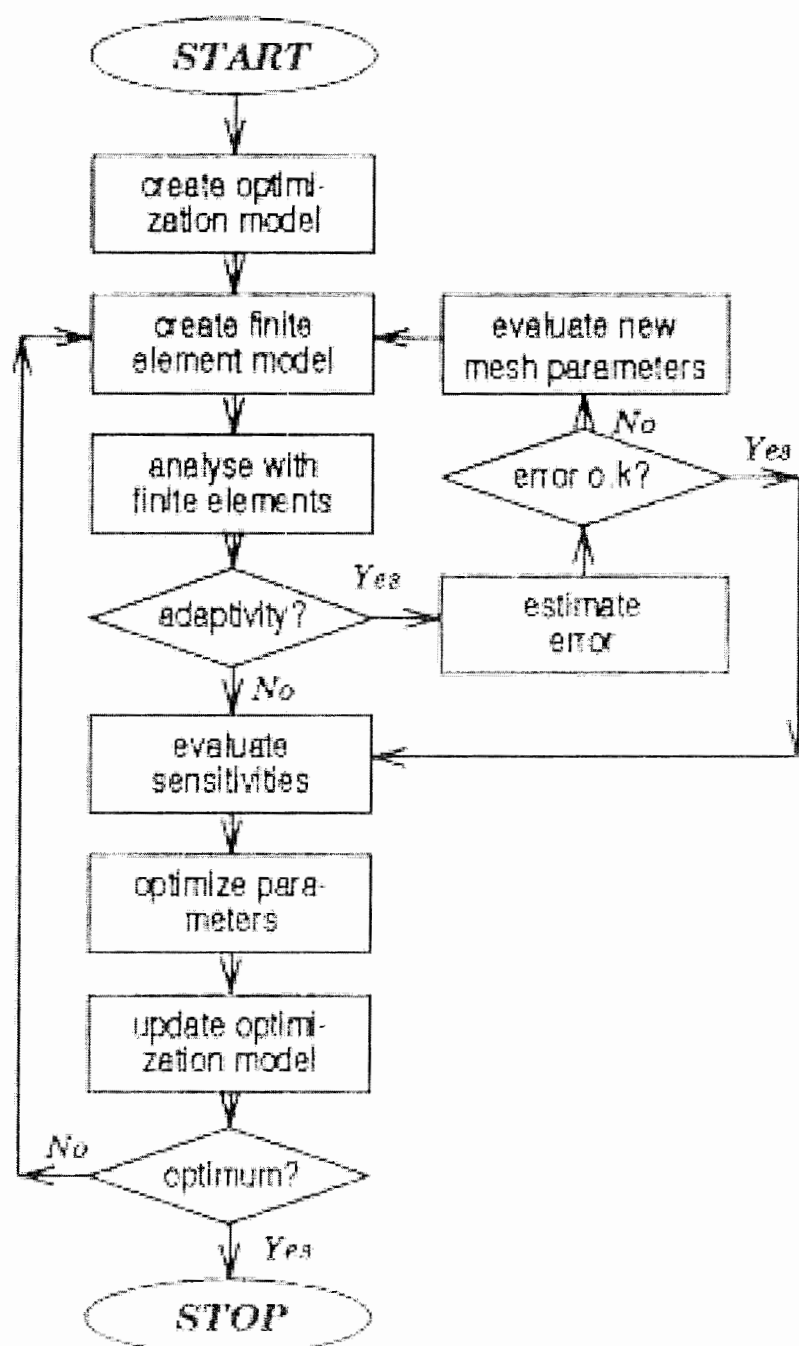 START
create optimi-
zation model
create finite
element model
evaluate new
mesh parameters
No
Yes
analyse with
finite elements
error o.k?
Yes
adaptivity?
estimate
error
No
evaluate
sensitivities
optimize para-
meters
update optimi-
zation model
No
optimum?
Yes
STOP